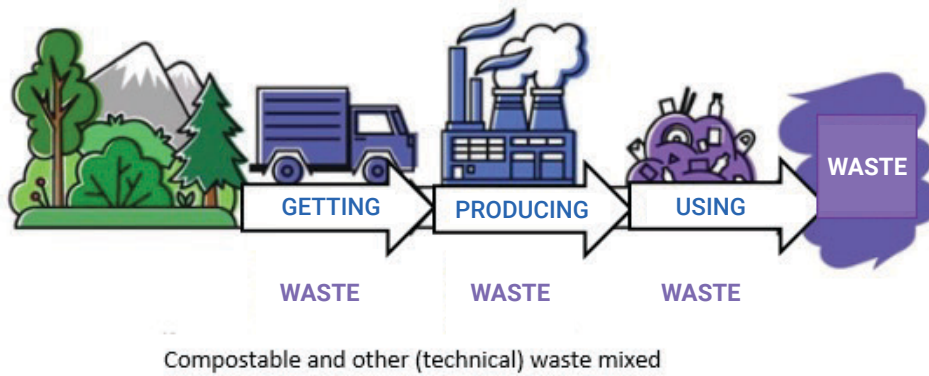 WASTE
GETTING
PRODUCING
USING
WASTE
WASTE
WASTE
Compostable and other (technical) waste mixed